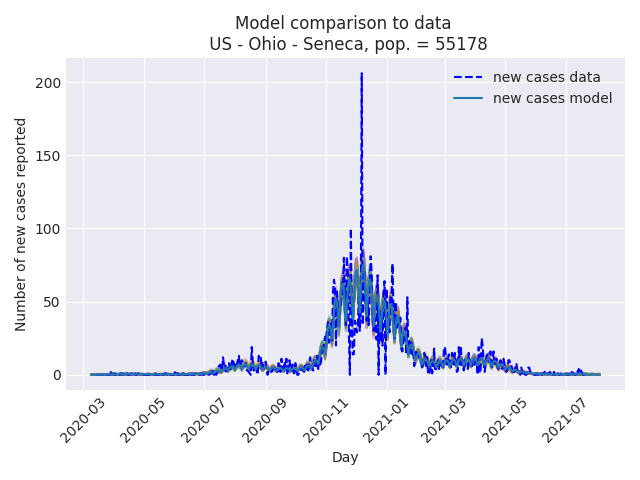 Model comparison to data
US - Ohio - Seneca, pop. = 55178
new cases data
new cases model
Number of new cases reported
200
150
100
50
0
2020-03
2020-05
2020-07
2020-09
2020-11
2021-01
2021-03
2021-05
2021-07
Day